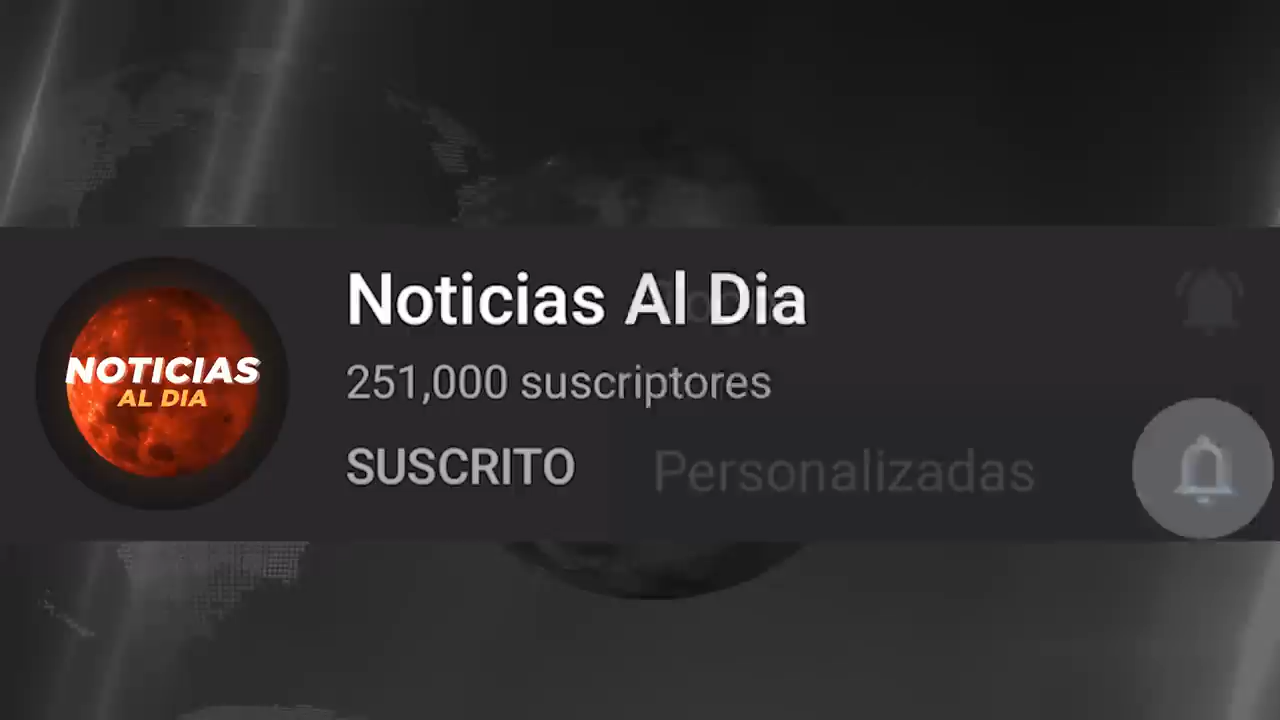 Noticias Al Dia
NOTICIAS
AL DIA
251,000 suscriptores
SUSCRITO
Personalizadas